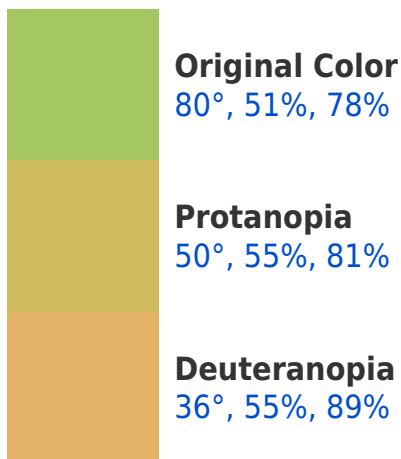 Original Color
80°, 51%, 78%
Protanopia
50°, 55%, 81%
Deuteranopia
36°, 55%, 89%